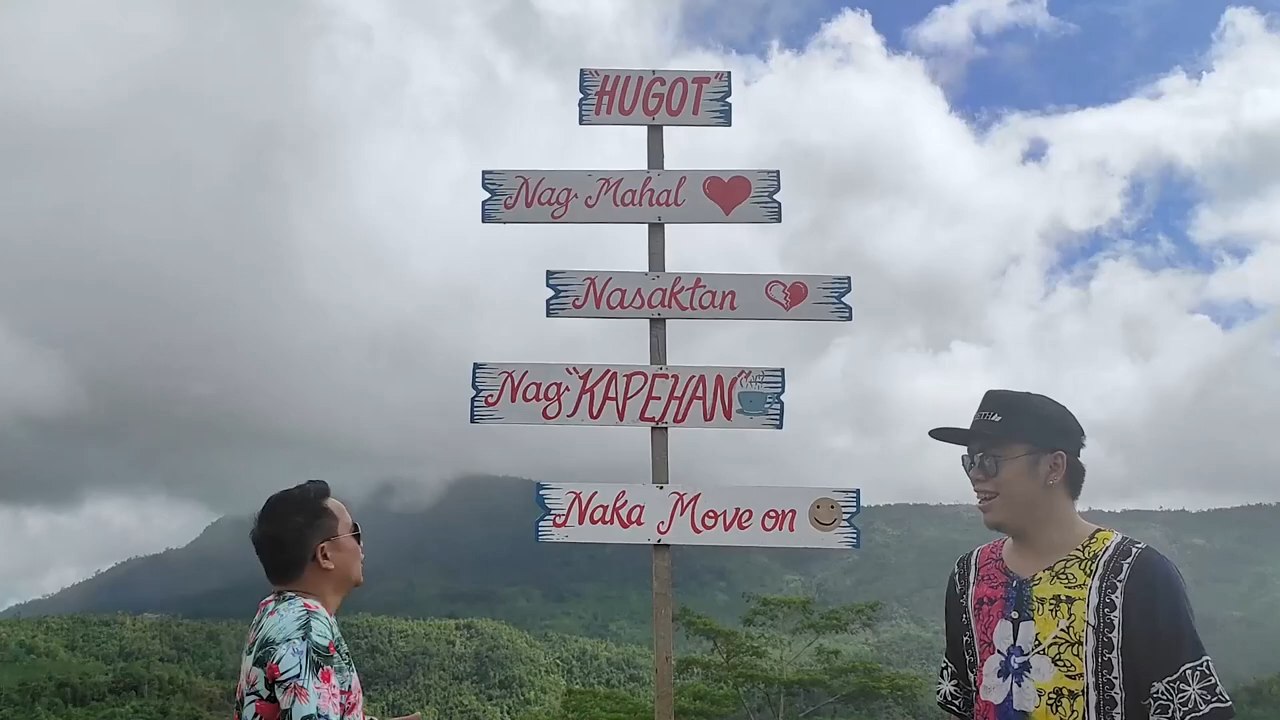 "HUGOT"
Nag Mahal
Nasaktan
Nag "KAPEHAN"
Naka Move on